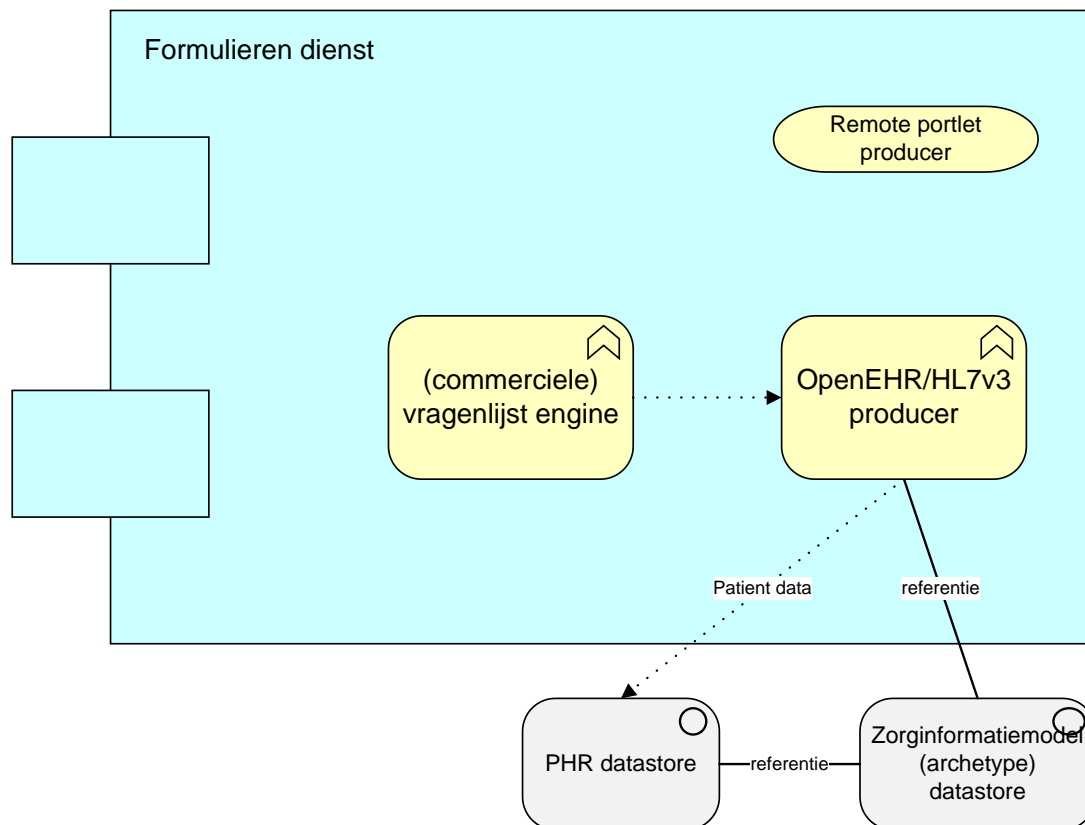 Formulieren dienst
Remote portlet
producer
(commerciele)
vragenlijst engine
OpenEHR/HL7v3
producer
Patient data
referentie
PHR datastore
referentie
Zorginformatiemodel
(archetype)
datastore